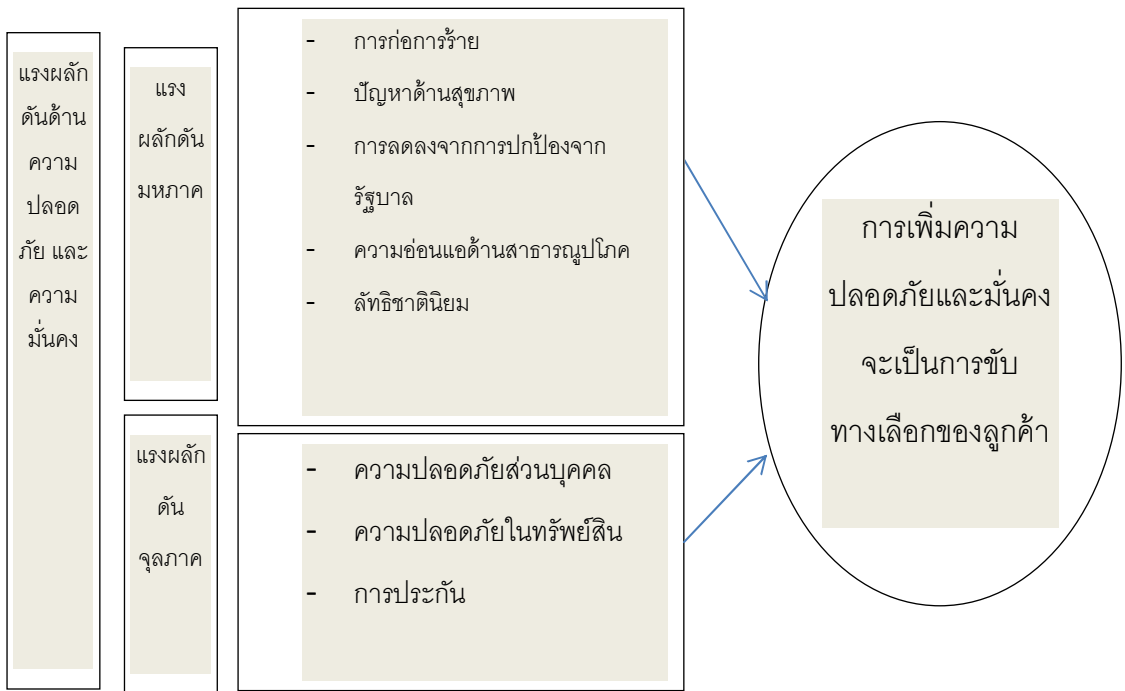 แรงผลัก
ดันด้าน
ความ
ปลอด
ภัย และ
ความ
มั่นคง
แรง
ผลักดัน
มหภาค
- การก่อการร้าย
- ปัญหาด้านสุขภาพ
- การลดลงจากการปกป้องจาก
รัฐบาล
- ความอ่อนแอด้านสาธารณูปโภค
- ลัทธิชาตินิยม
แรงผลัก
ดัน
จุลภาค
- ความปลอดภัยส่วนบุคคล
- ความปลอดภัยในทรัพย์สิน
- การประกัน
การเพิ่มความ
ปลอดภัยและมั่นคง
จะเป็นการขับ
ทางเลือกของลูกค้า